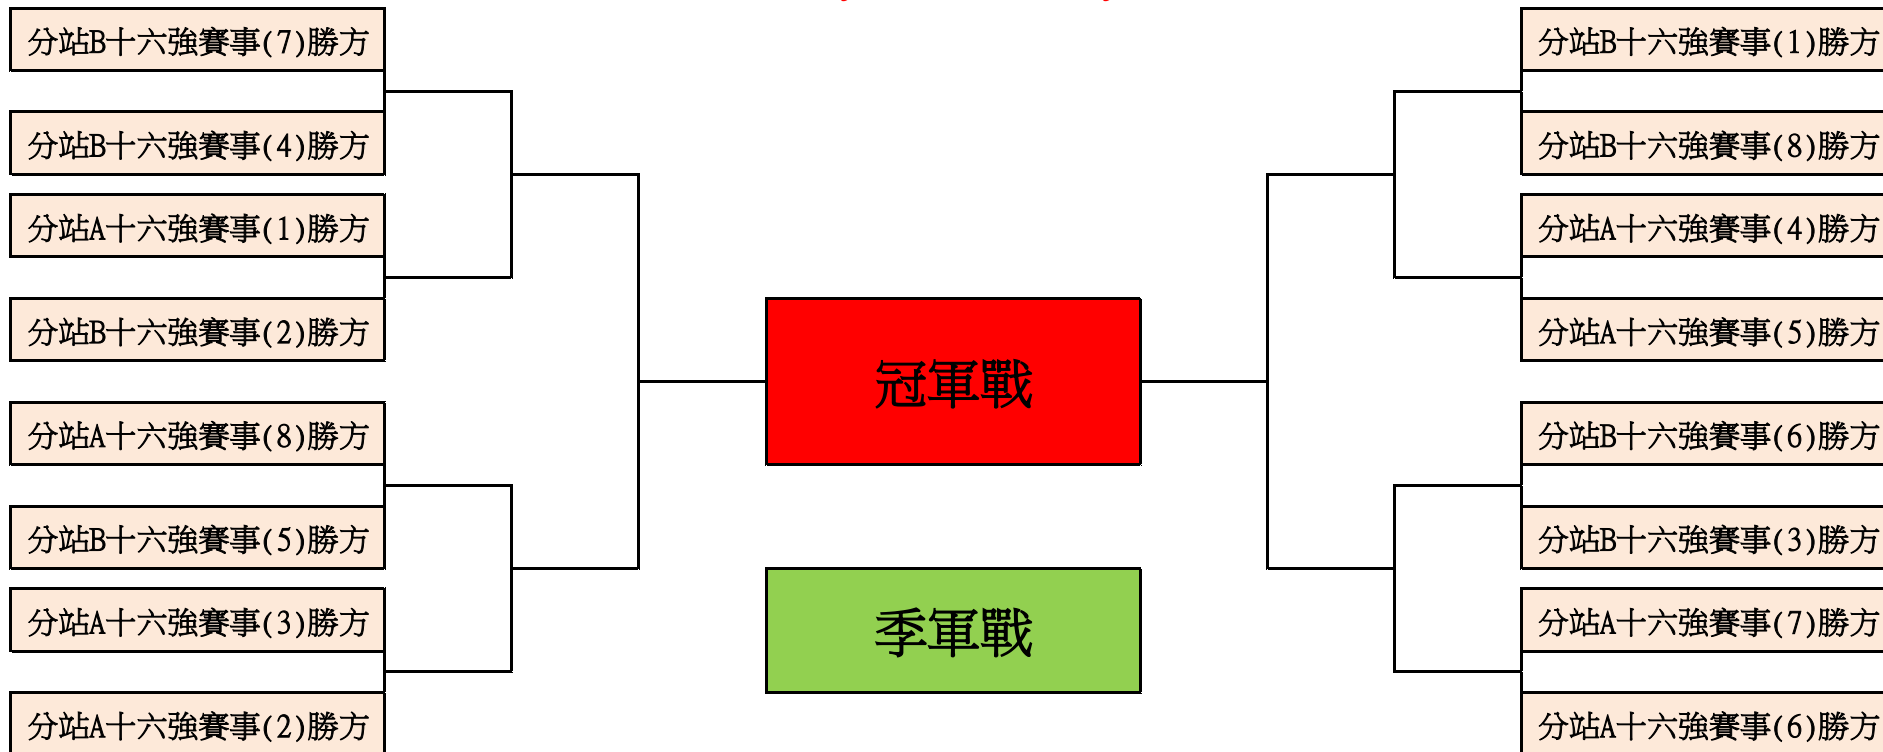 分站B十六強賽事(7)勝方
分站B十六強賽事(4)勝方
分站A十六強賽事(1)勝方
分站B十六強賽事(2)勝方
分站A十六強賽事(8)勝方
分站B十六強賽事(5)勝方
分站A十六強賽事(3)勝方
分站A十六強賽事(2)勝方
冠軍戰
季軍戰
分站B十六強賽事(1)勝方
分站B十六強賽事(8)勝方
分站A十六強賽事(4)勝方
分站A十六強賽事(5)勝方
分站B十六強賽事(6)勝方
分站B十六強賽事(3)勝方
分站A十六強賽事(7)勝方
分站A十六強賽事(6)勝方